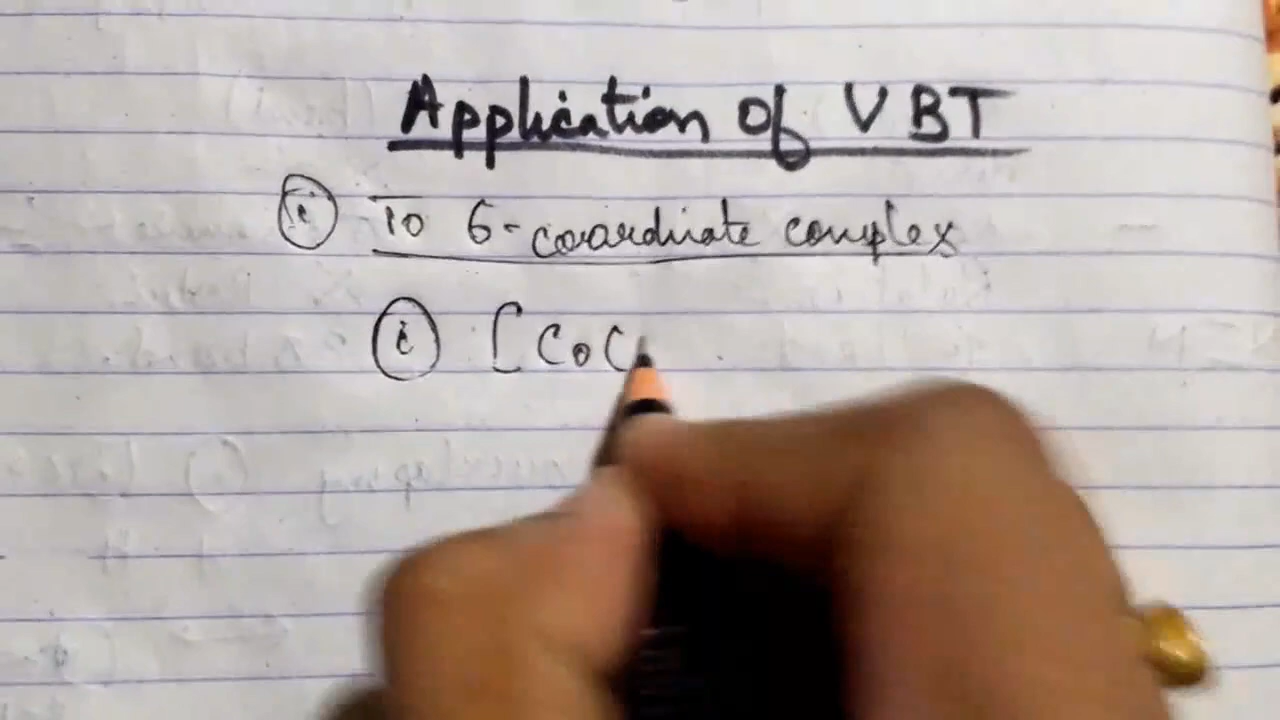 Application of VBT
(i) To 6-coordinate complex
(i) [CoC